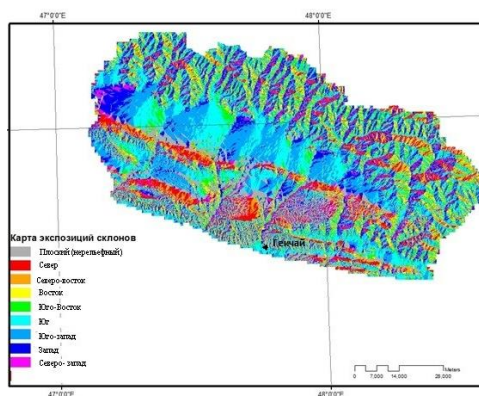 47°0'0"
48°0'0"
Геичай
Карта экспозиций склонов
Плоский (нерельефный)
Север
Северо-восток
Восток
Юго-Восток
Юг
Юго-запад
Запад
Северо- запад
Meters
0 7,000 14,000 28,000
47°0'0"
48°0'0"